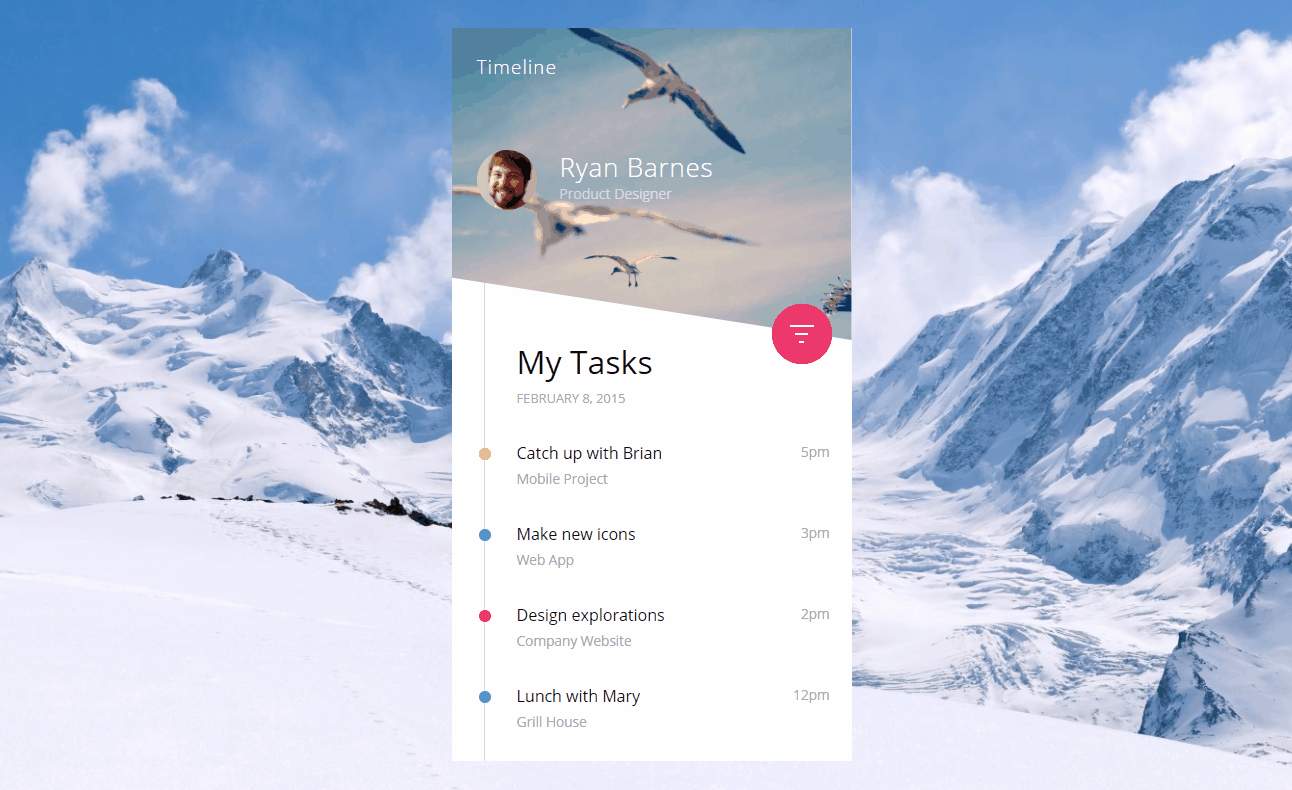 Timeline
Ryan Barnes
Product Designer
My Tasks
FEBRUARY 8, 2015
Catch up with Brian 5pm
Mobile Project
Make new icons 3pm
Web App
Design explorations 2pm
Company Website
Lunch with Mary 12pm
Grill House